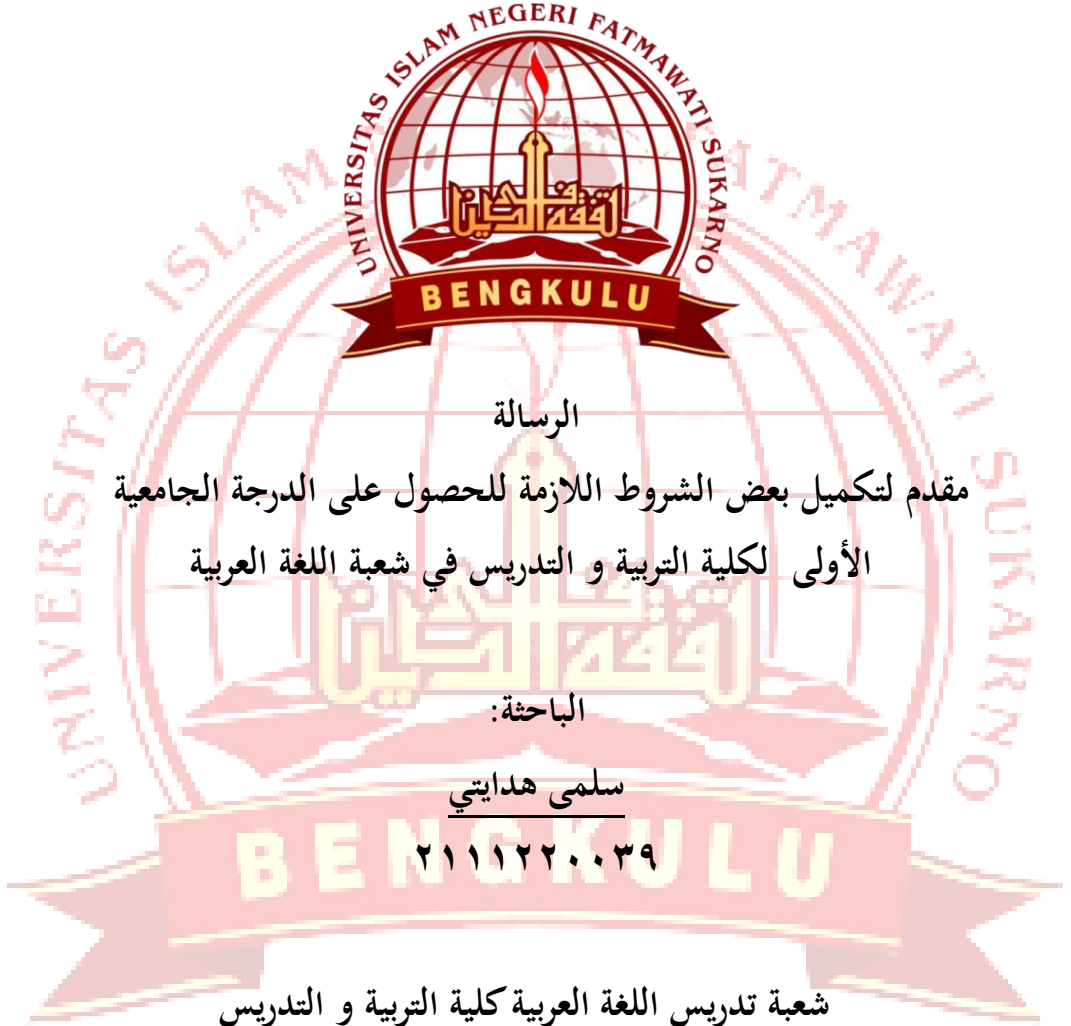 UNIVERSITAS ISLAM NEGERI FATMAWATI SUKARNO
BENGKULU
الرسالة
مقدم لتكميل بعض الشروط اللازمة للحصول على الدرجة الجامعية
الأولى لكلية التربية و التدريس في شعبة اللغة العربية
الباحثة:
سلمى هدايتي
٢١١١٢٢٠٠٣٩
شعبة تدريس اللغة العربية كلية التربية و التدريس